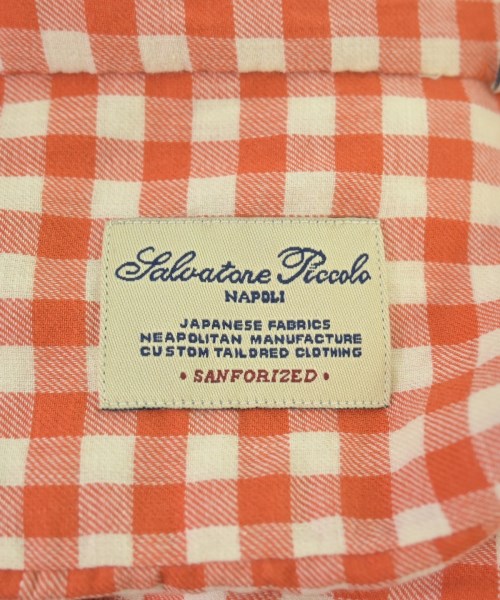 Salvatore Piccolo
NAPOLI
JAPANESE FABRICS
NEAPOLITAN MANUFACTURE
CUSTOM TAILORED CLOTHING
• SANFORIZED •